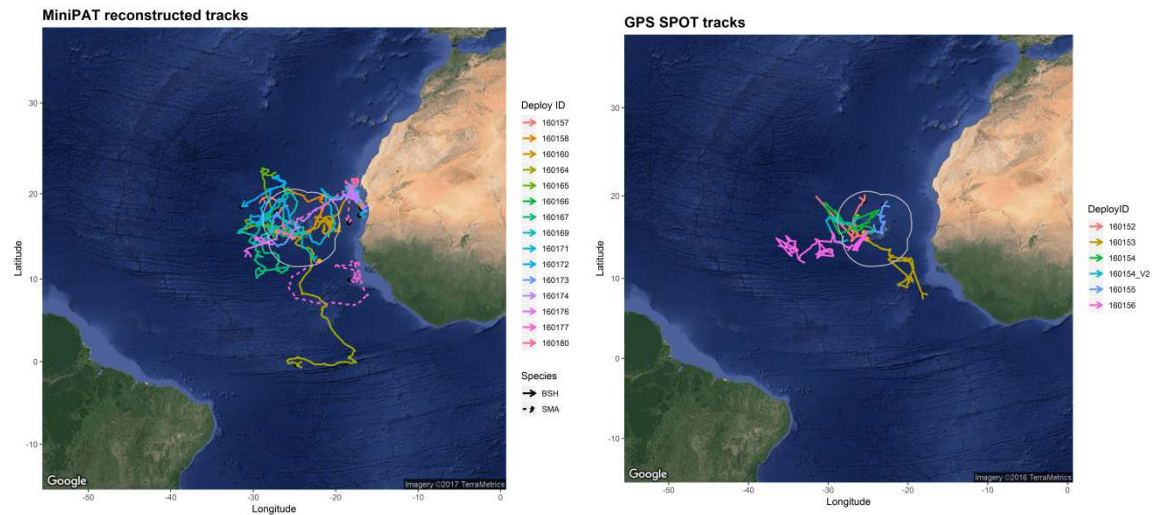 MiniPAT reconstructed tracks
Latitude
30
20
10
0
-10
-50
-40
-30
-20
-10
0
Longitude
Google
Imagery ©2017 TerraMetrics
Deploy ID
160157
160158
160160
160164
160165
160166
160167
160169
160171
160172
160173
160174
160176
160177
160180
Species
BSH
SMA
GPS SPOT tracks
Latitude
30
20
10
0
-10
-50
-40
-30
-20
-10
0
Longitude
Google
Imagery ©2016 TerraMetrics
DeployID
160152
160153
160154
160154_V2
160155
160156